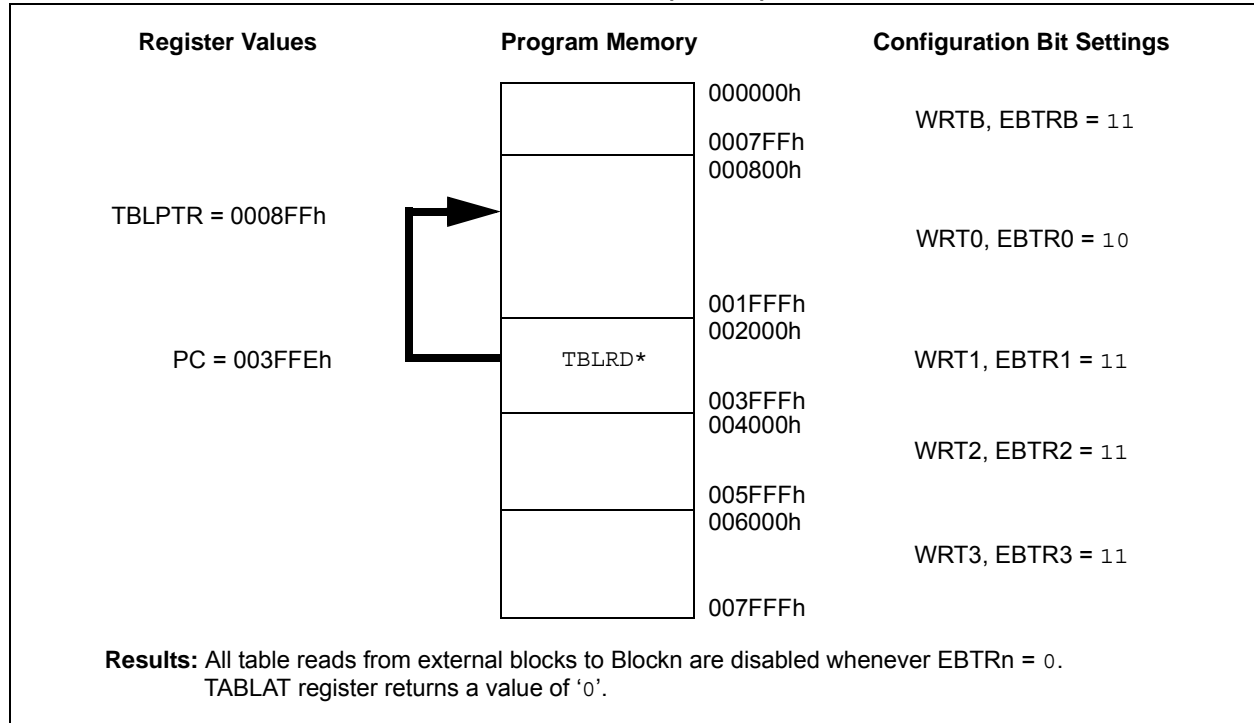 Register Values Program Memory Configuration Bit Settings
000000h
WRTB, EBTRB = 11
0007FFh
000800h
TBLPTR = 0008FFh
WRT0, EBTR0 = 10
001FFFh
002000h
PC = 003FFEh TBLRD* WRT1, EBTR1 = 11
003FFFh
004000h
WRT2, EBTR2 = 11
005FFFh
006000h
WRT3, EBTR3 = 11
007FFFh
Results: All table reads from external blocks to Blockn are disabled whenever EBTRn = 0.
TABLAT register returns a value of ‘0’.